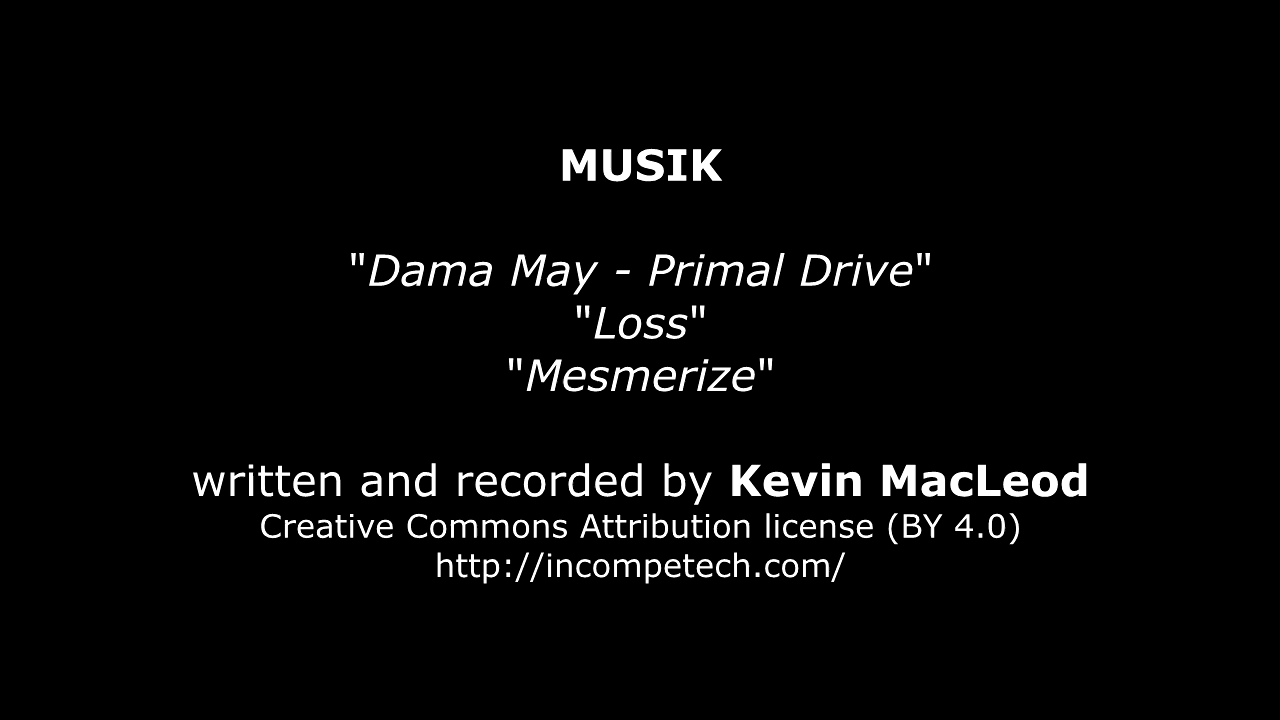 MUSIK
"Dama May - Primal Drive"
"Loss"
"Mesmerize"
written and recorded by Kevin MacLeod
Creative Commons Attribution license (BY 4.0)
http://incompetech.com/